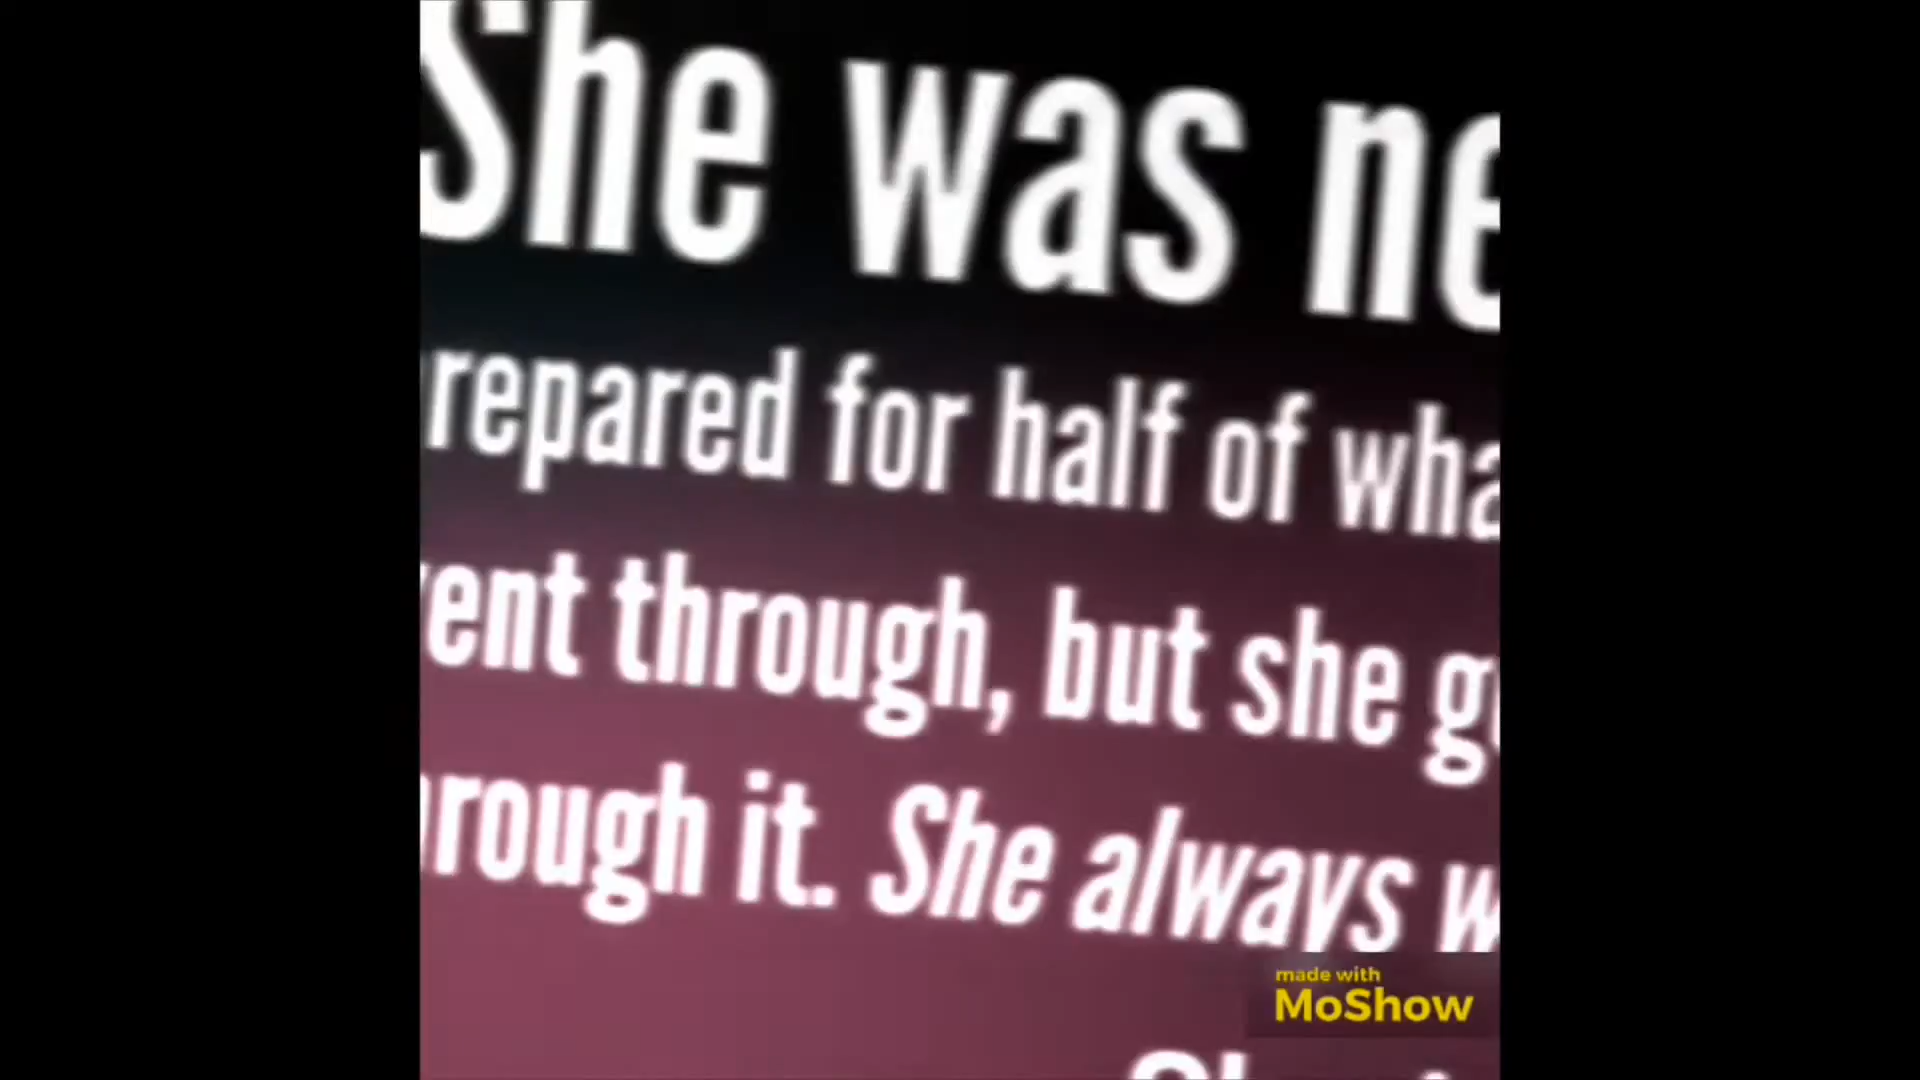 She was ne
repared for half of wha
ent through, but she g
rough it. She always w
made with
MoShow